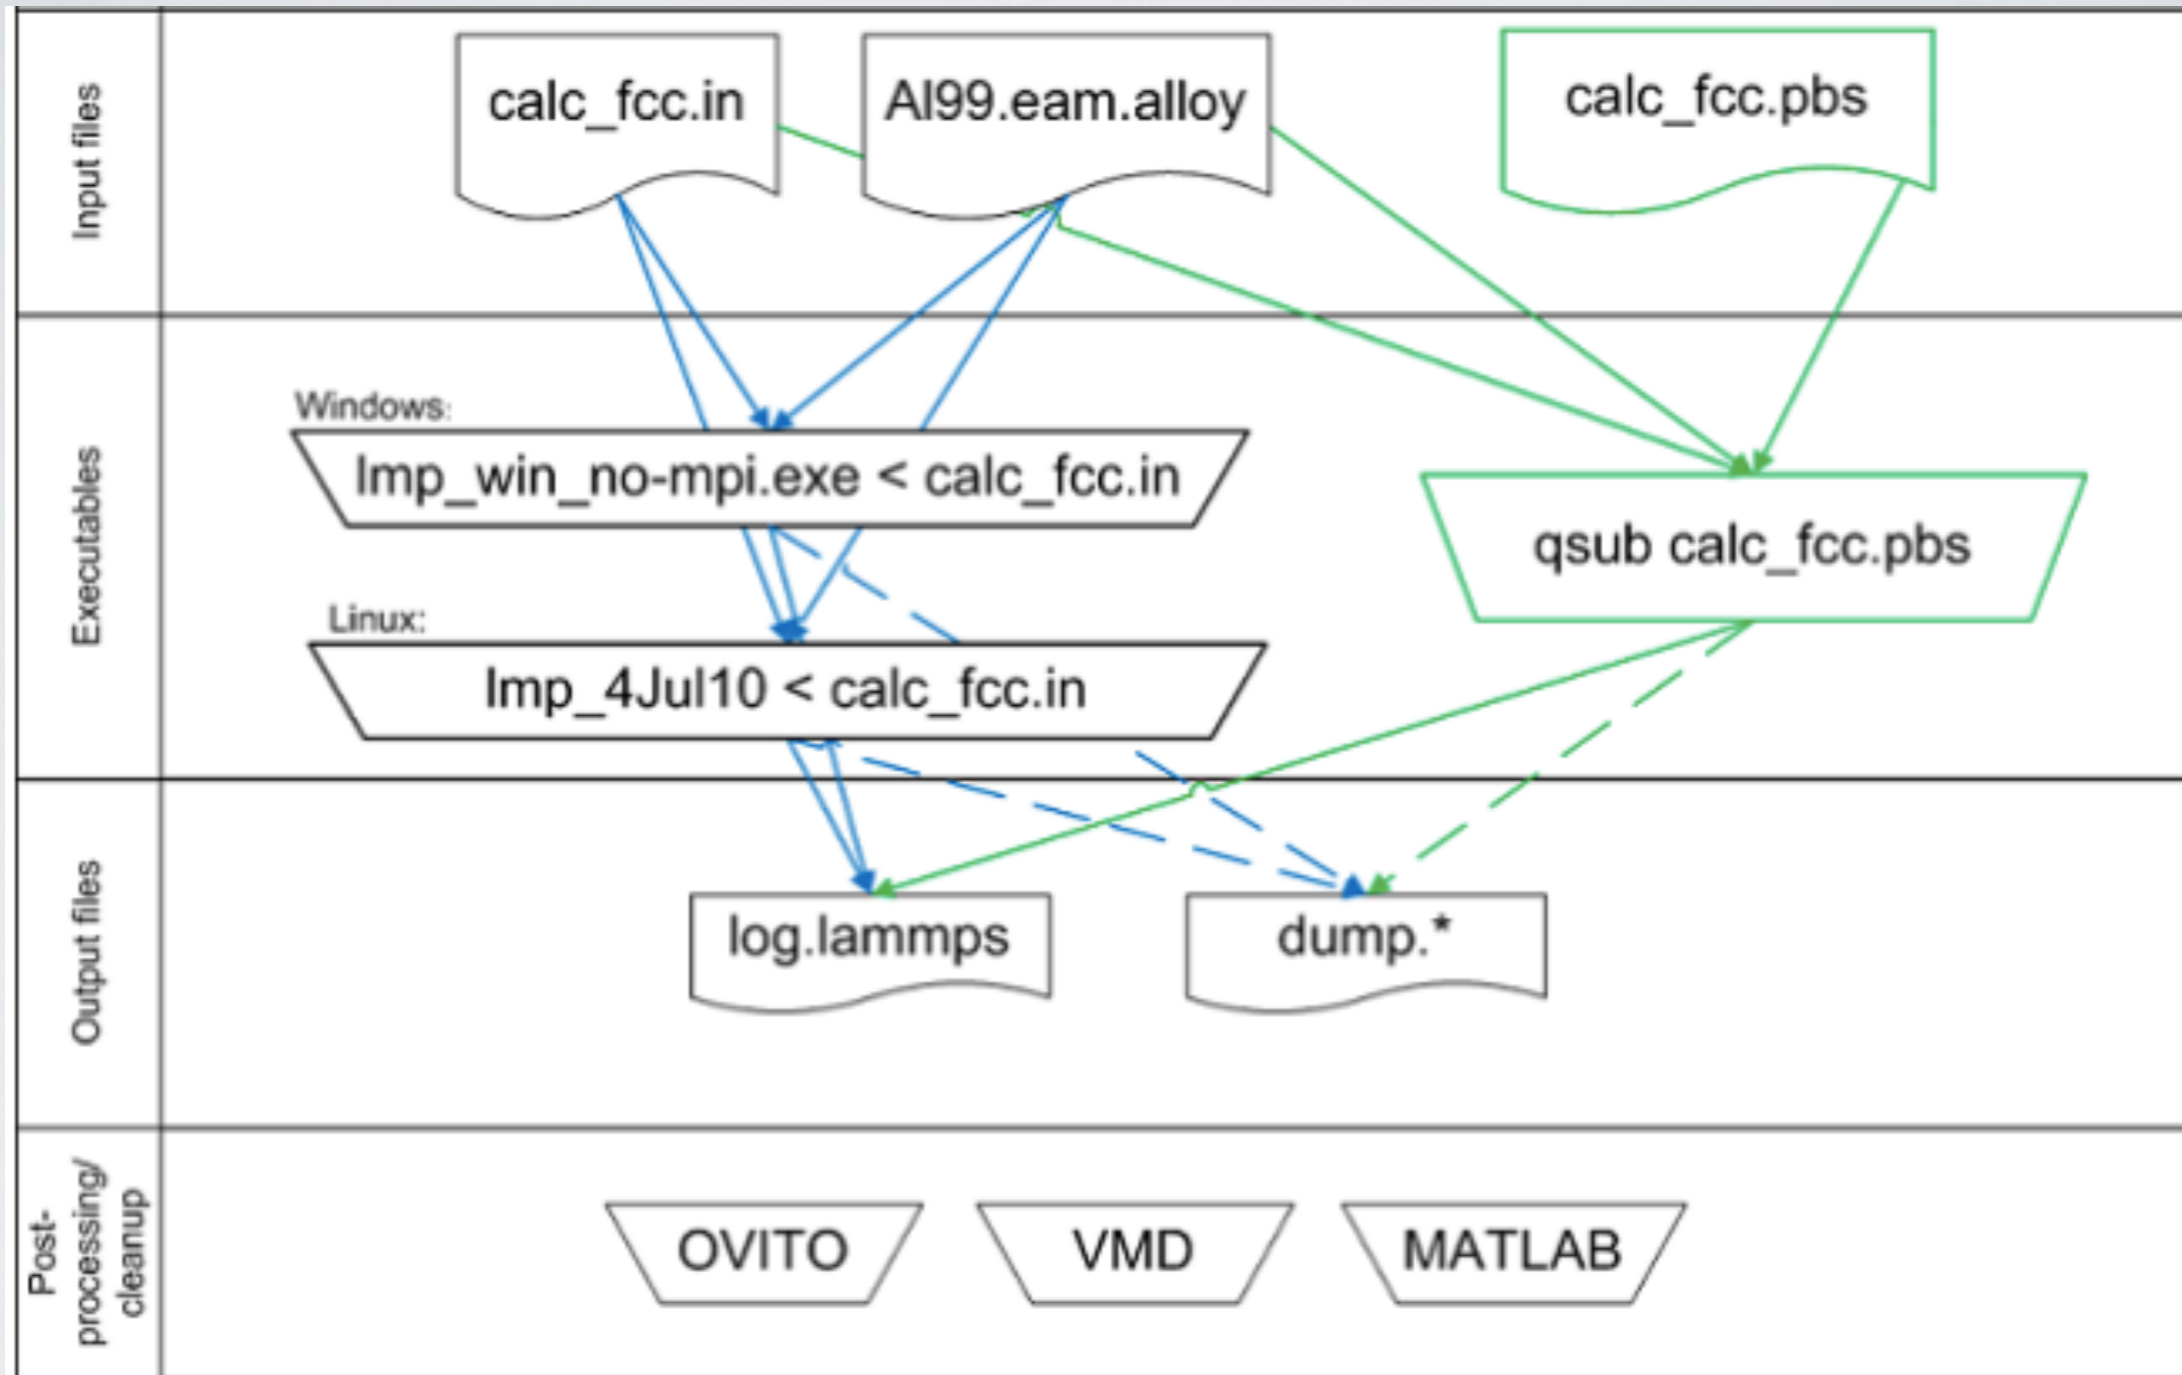 Input files
calc_fcc.in
Al99.eam.alloy
calc_fcc.pbs
Executables
Windows:
lmp_win_no-mpi.exe < calc_fcc.in
qsub calc_fcc.pbs
Linux:
lmp_4Jul10 < calc_fcc.in
Output files
log.lammps
dump.*
Post-
processing/
cleanup
OVITO
VMD
MATLAB